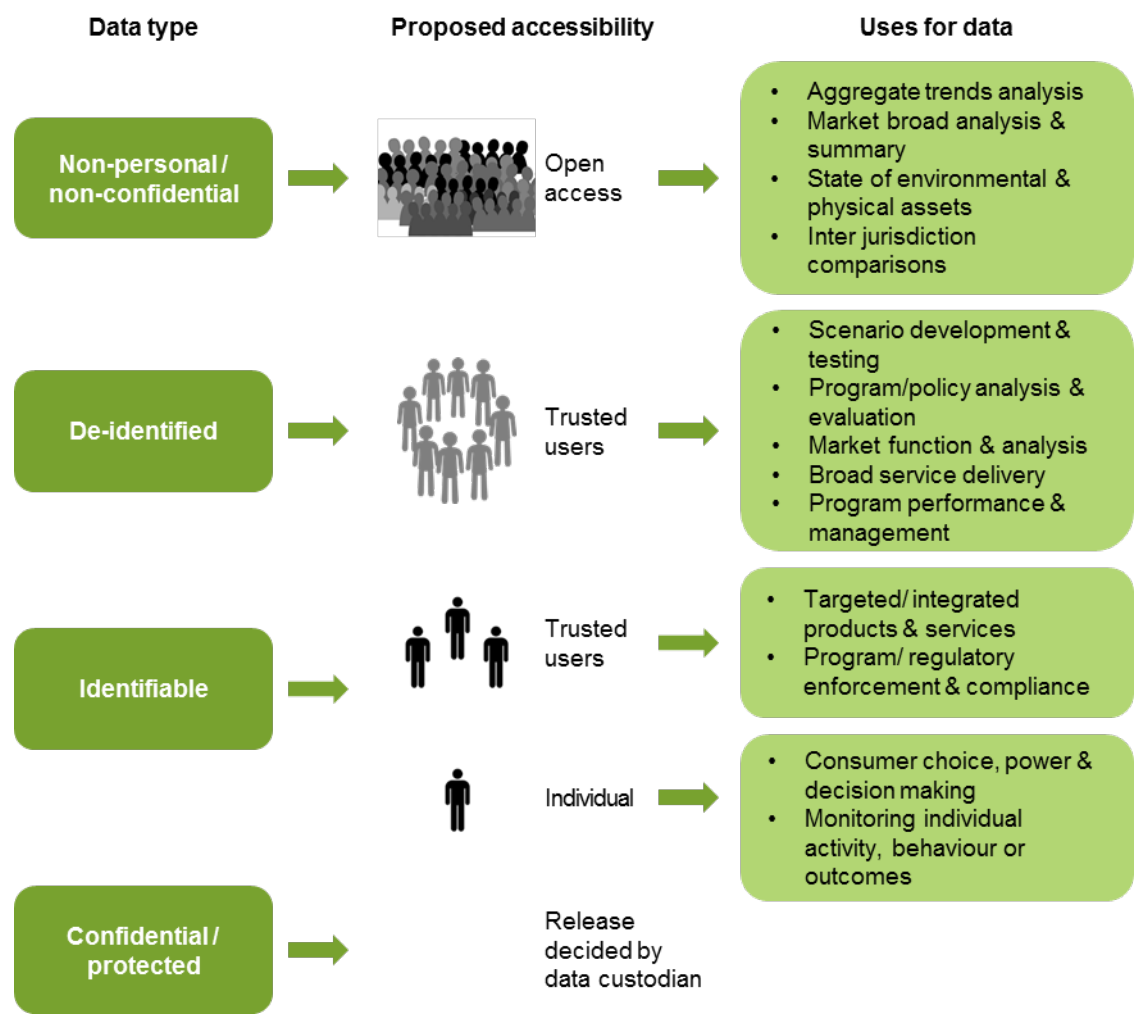 Data type
Proposed accessibility
Uses for data
Non-personal /
non-confidential
Open
access
• Aggregate trends analysis
• Market broad analysis &
summary
• State of environmental &
physical assets
• Inter jurisdiction
comparisons
De-identified
Trusted
users
• Scenario development &
testing
• Program/policy analysis &
evaluation
• Market function & analysis
• Broad service delivery
• Program performance &
management
Identifiable
Trusted
users
• Targeted/ integrated
products & services
• Program/ regulatory
enforcement & compliance
Individual
• Consumer choice, power &
decision making
• Monitoring individual
activity, behaviour or
outcomes
Confidential /
protected
Release
decided by
data custodian